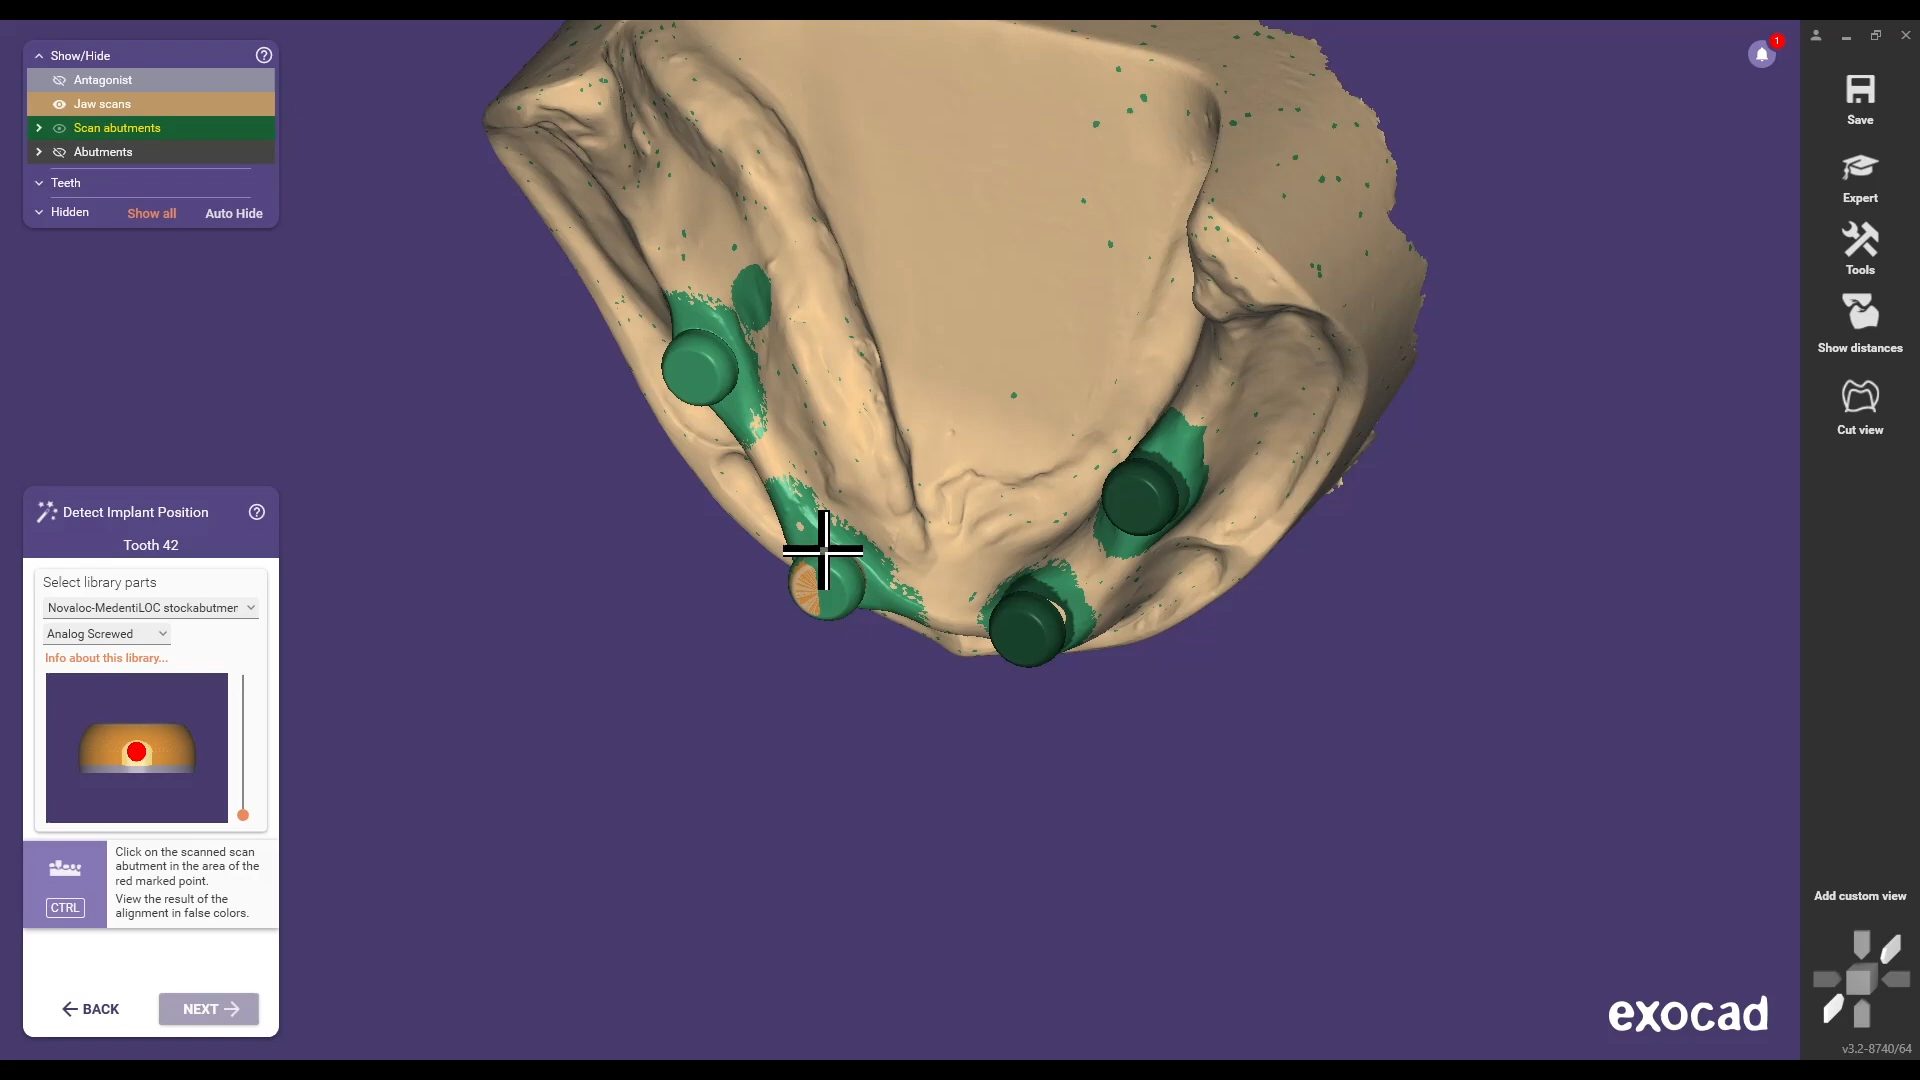 Show/Hide
1
Antagonist
Jaw scans
Scan abutments
Abutments
Teeth
Hidden
Show all
Auto Hide
Save
Expert
Tools
Show distances
Cut view
Detect Implant Position
Tooth 42
Select library parts
Novaloc-MedentiLOC stockabutmer
Analog Screwed
Info about this library...
Click on the scanned scan
abutment in the area of the
red marked point.
CTRL
View the result of the
alignment in false colors.
BACK
NEXT
Add custom view
exocad
v3.2-8740/64